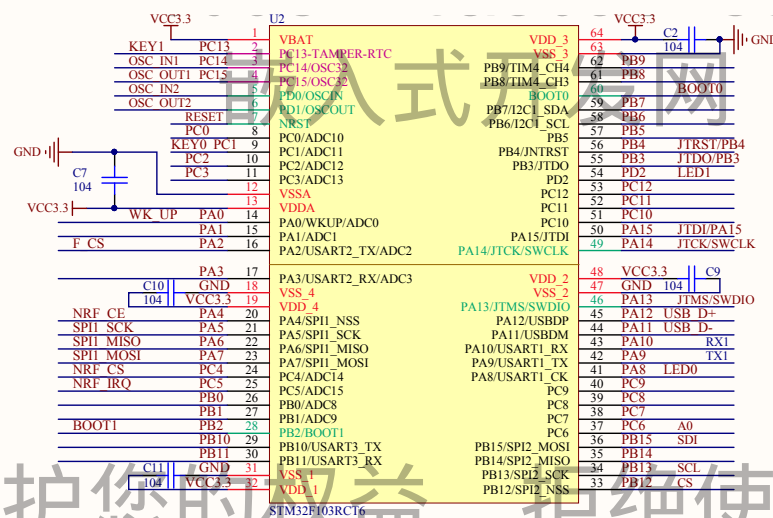 VCC3.3 U2 VCC3.3
1 VBAT VDD_3 64 C2 GND
KEY1 PC13 2 PC13-TAMPER-RTC VSS_3 63 104
OSC_IN1 PC14 3 PC14/OSC32 PB9/TIM4_CH4 62 PB9
OSC_OUT1 PC15 4 PC15/OSC32 PB8/TIM4_CH3 61 PB8
OSC_IN2 5 PD0/OSCIN BOOT0 60 BOOT0
OSC_OUT2 6 PD1/OSCOUT PB7/I2C1_SDA 59 PB7
RESET 7 NRST PB6/I2C1_SCL 58 PB6
PC0 8 PC0/ADC10 PB5 57 PB5
KEY0 PC1 9 PC1/ADC11 PB4/JNTRST 56 PB4 JTRST/PB4
PC2 10 PC2/ADC12 PB3/JTDO 55 PB3 JTDO/PB3
PC3 11 PC3/ADC13 PD2 54 PD2 LED1
GND C7 104 12 VSSA PC12 53 PC12
VCC3.3 13 VDDA PC11 52 PC11
WK_UP PA0 14 PA0/WKUP/ADC0 PC10 51 PC10
PA1 15 PA1/ADC1 PA15/JTDI 50 PA15 JTDI/PA15
F_CS PA2 16 PA2/USART2_TX/ADC2 PA14/JTCK/SWCLK 49 PA14 JTCK/SWCLK
PA3 17 PA3/USART2_RX/ADC3 VDD_2 48 VCC3.3 C9
C10 GND 18 VSS_4 VSS_2 47 GND 104
104 VCC3.3 19 VDD_4 PA13/JTMS/SWDIO 46 PA13 JTMS/SWDIO
NRF_CE PA4 20 PA4/SPI1_NSS PA12/USBDP 45 PA12 USB_D+
SPI1_SCK PA5 21 PA5/SPI1_SCK PA11/USBDM 44 PA11 USB_D-
SPI1_MISO PA6 22 PA6/SPI1_MISO PA10/USART1_RX 43 PA10 RX1
SPI1_MOSI PA7 23 PA7/SPI1_MOSI PA9/USART1_TX 42 PA9 TX1
NRF_CS PC4 24 PC4/ADC14 PA8/USART1_CK 41 PA8 LED0
NRF_IRQ PC5 25 PC5/ADC15 PC9 40 PC9
PB0 26 PB0/ADC8 PC8 39 PC8
PB1 27 PB1/ADC9 PC7 38 PC7
BOOT1 PB2 28 PB2/BOOT1 PC6 37 PC6 A0
PB10 29 PB10/USART3_TX PB15/SPI2_MOSI 36 PB15 SDI
PB11 30 PB11/USART3_RX PB14/SPI2_MISO 35 PB14
C11 GND 31 VSS_1 PB13/SPI2_SCK 34 PB13 SCL
104 VCC3.3 32 VDD_1 PB12/SPI2_NSS 33 PB12 CS
STM32F103RCT6
嵌入式开发网
护您的权益 拒绝使